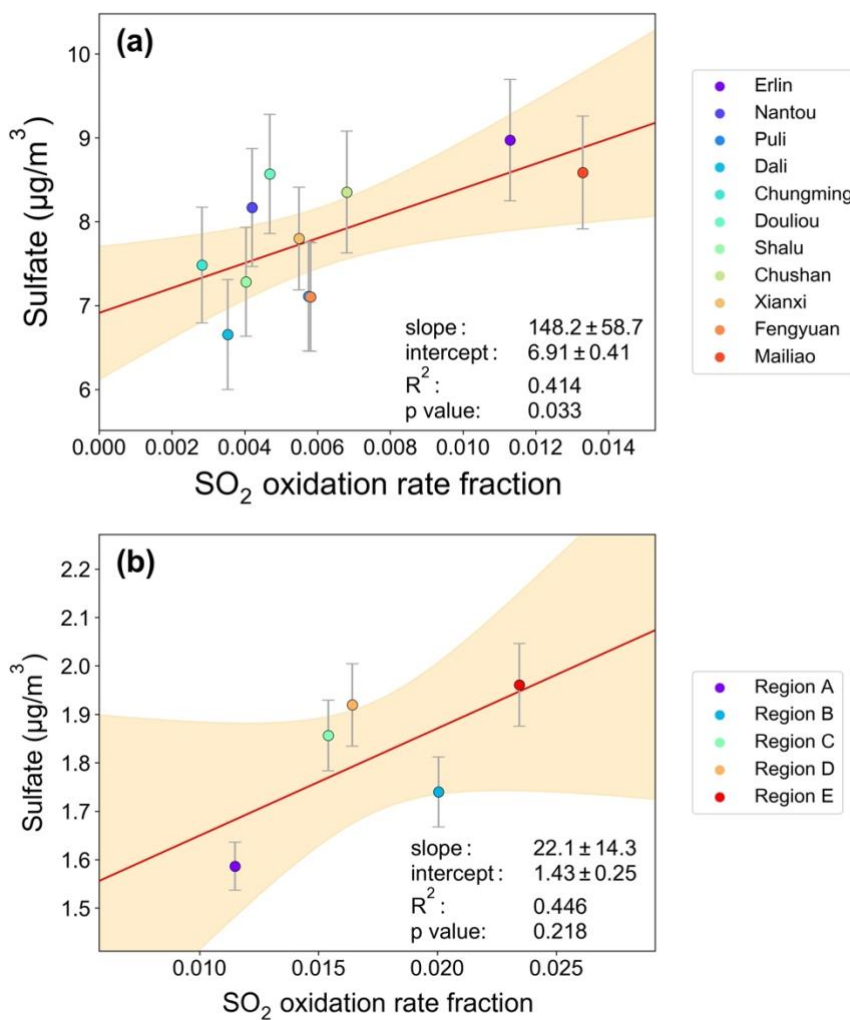 (a)
10
9
8
7
6
Sulfate (µg/m³)
slope : 148.2 ± 58.7
intercept : 6.91 ± 0.41
R² : 0.414
p value: 0.033
0.000 0.002 0.004 0.006 0.008 0.010 0.012 0.014
SO₂ oxidation rate fraction
Erlin
Nantou
Puli
Dali
Chungming
Douliou
Shalu
Chushan
Xianxi
Fengyuan
Mailiao
(b)
2.2
2.1
2.0
1.9
1.8
1.7
1.6
1.5
Sulfate (µg/m³)
slope : 22.1 ± 14.3
intercept : 1.43 ± 0.25
R² : 0.446
p value: 0.218
0.010 0.015 0.020 0.025
SO₂ oxidation rate fraction
Region A
Region B
Region C
Region D
Region E